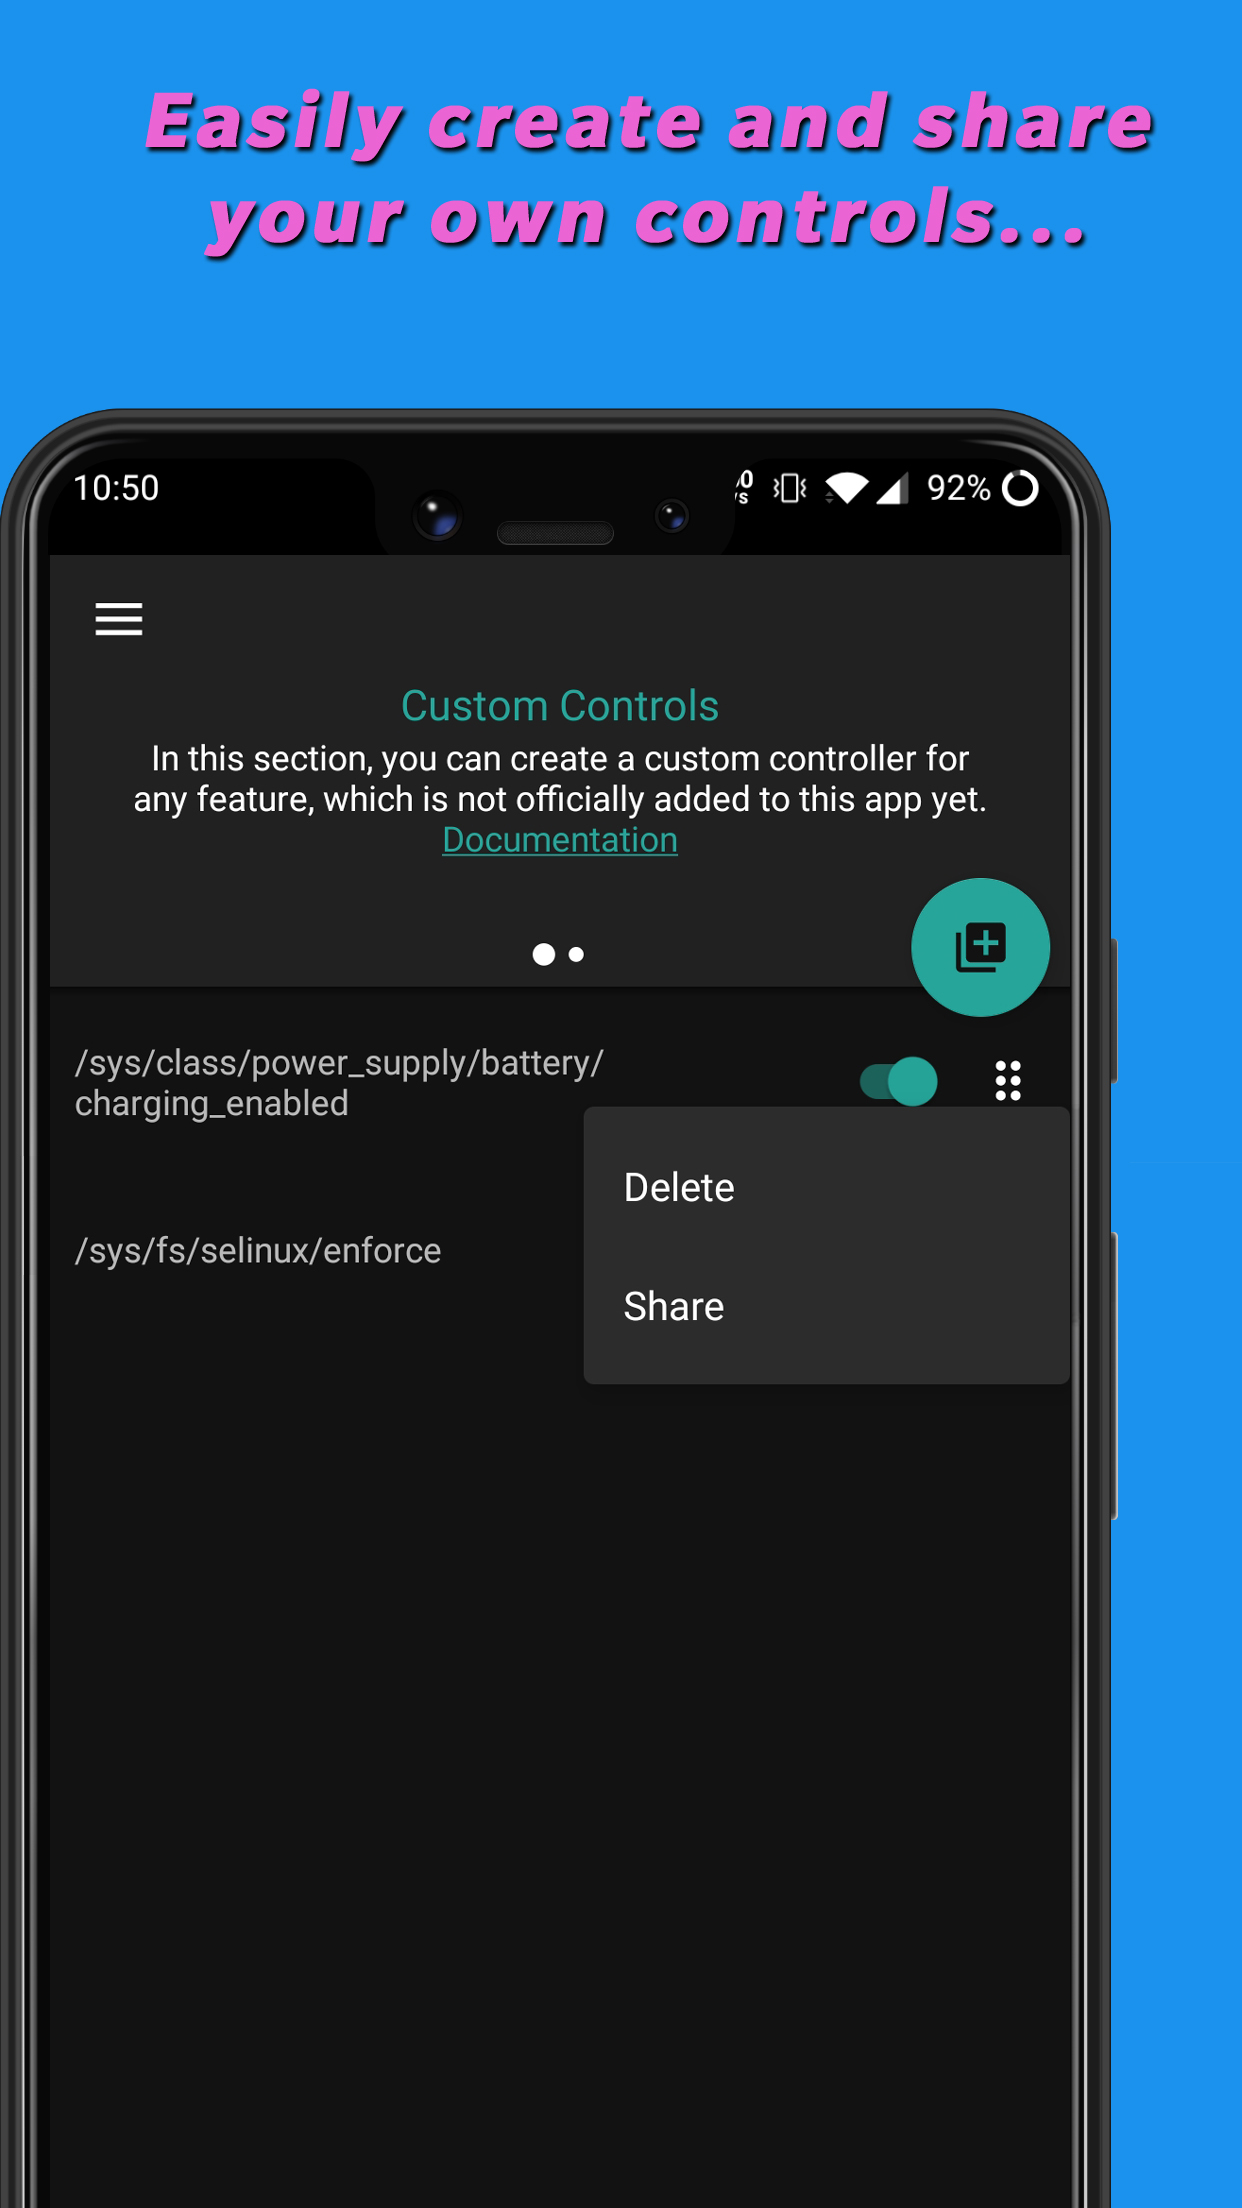 Easily create and share
your own controls...
10:50
92%
Custom Controls
In this section, you can create a custom controller for
any feature, which is not officially added to this app yet.
Documentation
/sys/class/power_supply/battery/
charging_enabled
Delete
/sys/fs/selinux/enforce
Share